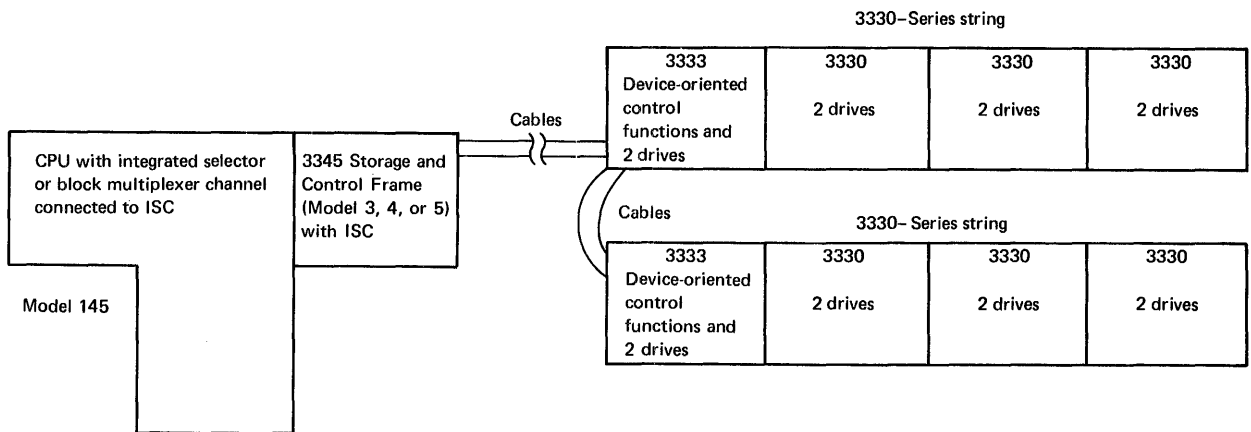 3330-Series string
3333
Device-oriented
control
functions and
2 drives
3330
2 drives
3330
2 drives
3330
2 drives
Cables
CPU with integrated selector
or block multiplexer channel
connected to ISC
3345 Storage and
Control Frame
(Model 3, 4, or 5)
with ISC
Model 145
Cables
3330-Series string
3333
Device-oriented
control
functions and
2 drives
3330
2 drives
3330
2 drives
3330
2 drives